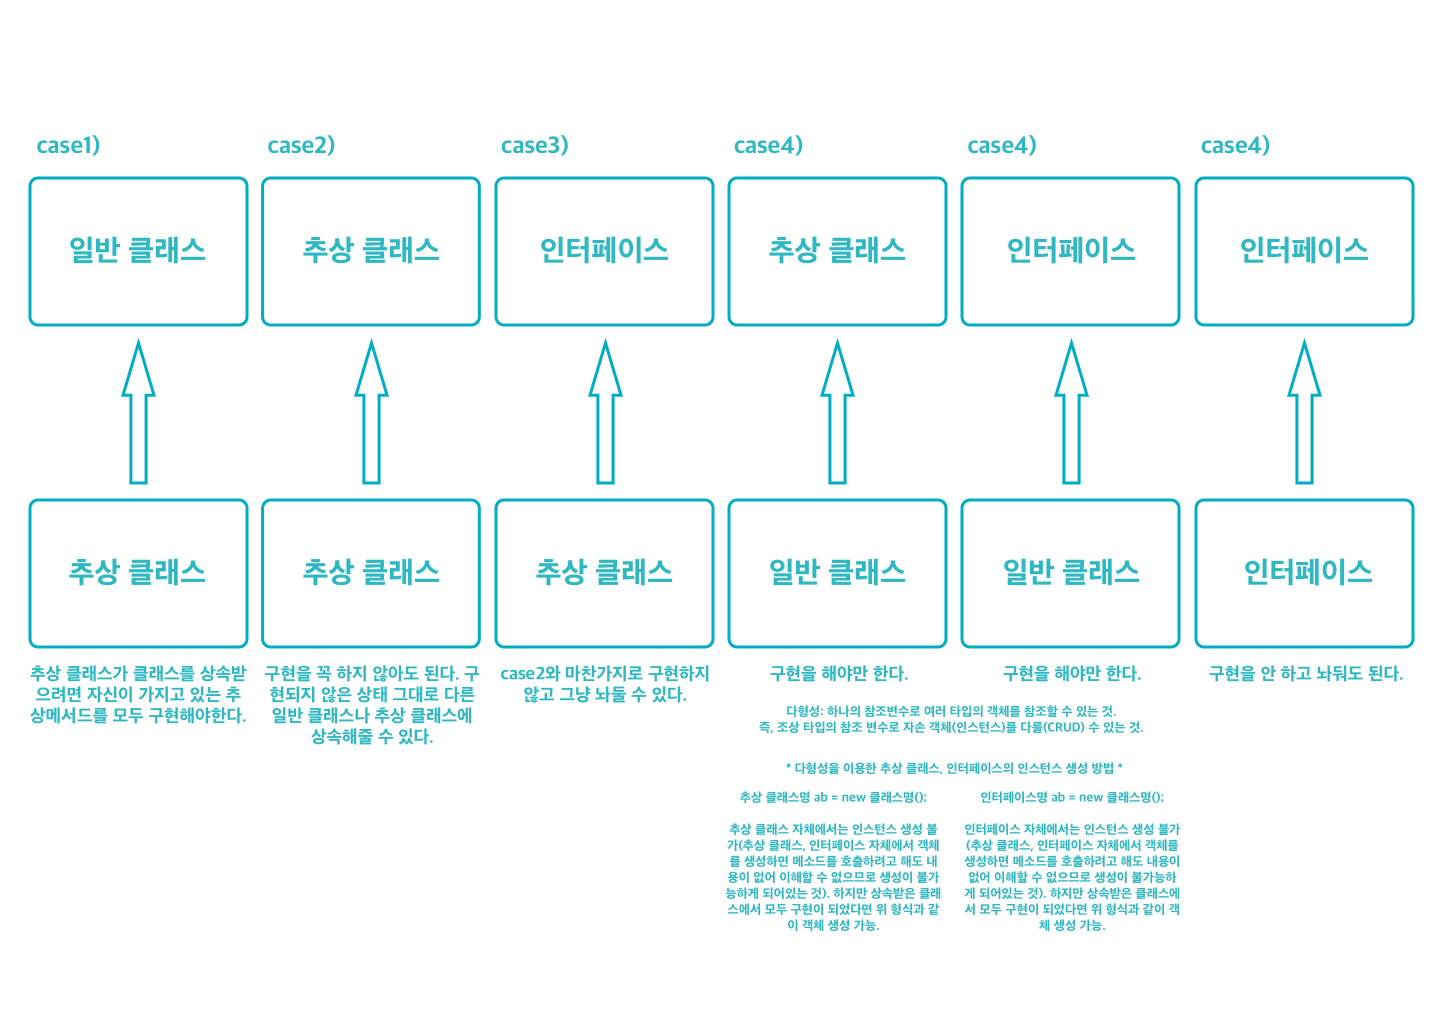 case1)
case2)
case3)
case4)
case4)
case4)
일반 클래스
추상 클래스
인터페이스
추상 클래스
인터페이스
인터페이스
추상 클래스
추상 클래스
추상 클래스
일반 클래스
일반 클래스
인터페이스
추상 클래스가 클래스를 상속받
으려면 자신이 가지고 있는 추
상메서드를 모두 구현해야한다.
구현을 꼭 하지 않아도 된다. 구
현되지 않은 상태 그대로 다른
일반 클래스나 추상 클래스에
상속해줄 수 있다.
case2와 마찬가지로 구현하지
않고 그냥 놔둘 수 있다.
구현을 해야만 한다.
구현을 해야만 한다.
구현을 안 하고 놔둬도 된다.
다형성: 하나의 참조변수로 여러 타입의 객체를 참조할 수 있는 것.
즉, 조상 타입의 참조 변수로 자손 객체(인스턴스)를 다룰(CRUD) 수 있는 것.
* 다형성을 이용한 추상 클래스, 인터페이스의 인스턴스 생성 방법 *
추상 클래스명 ab = new 클래스명();
추상 클래스 자체에서는 인스턴스 생성 불
가(추상 클래스, 인터페이스 자체에서 객체
를 생성하면 메소드를 호출하려고 해도 내
용이 없어 이해할 수 없으므로 생성이 불가
능하게 되어있는 것). 하지만 상속받은 클래
스에서 모두 구현이 되었다면 위 형식과 같
이 객체 생성 가능.
인터페이스명 ab = new 클래스명();
인터페이스 자체에서는 인스턴스 생성 불가
(추상 클래스, 인터페이스 자체에서 객체를
생성하면 메소드를 호출하려고 해도 내용이
없어 이해할 수 없으므로 생성이 불가능하
게 되어있는 것). 하지만 상속받은 클래스에
서 모두 구현이 되었다면 위 형식과 같이 객
체 생성 가능.